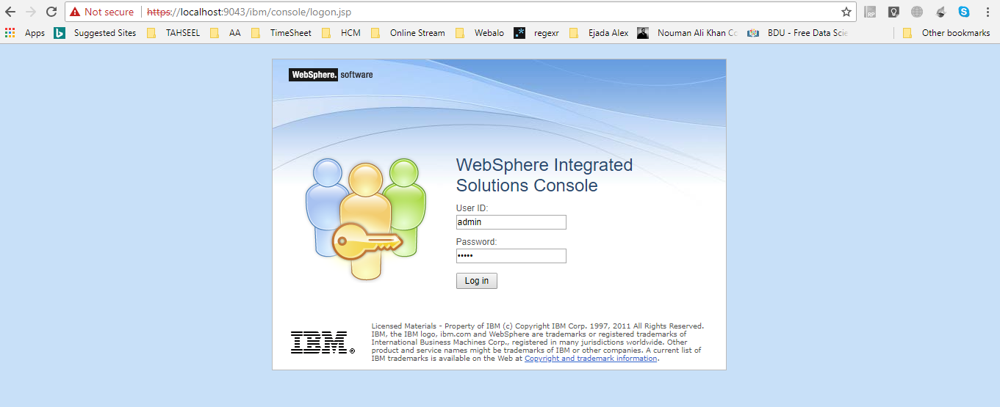 Not secure https://localhost:9043/ibm/console/logon.jsp
Apps Suggested Sites TAHSEEL AA TimeSheet HCM Online Stream Webalo regexr Ejada Alex Nouman Ali Khan Co BDU - Free Data Scie Other bookmarks
WebSphere. software
WebSphere Integrated
Solutions Console
User ID:
admin
Password:
•••••
Log in
Licensed Materials - Property of IBM (c) Copyright IBM Corp. 1997, 2011 All Rights Reserved.
IBM, the IBM logo, ibm.com and WebSphere are trademarks or registered trademarks of
International Business Machines Corp., registered in many jurisdictions worldwide. Other
product and service names might be trademarks of IBM or other companies. A current list of
IBM trademarks is available on the Web at Copyright and trademark information.
IBM®